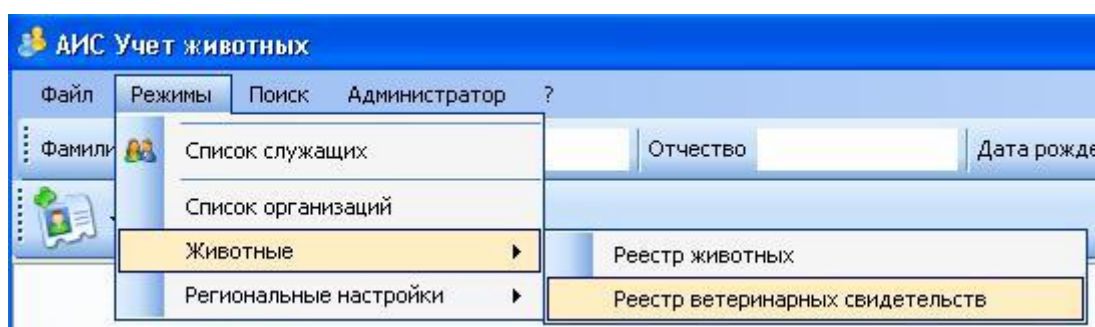 АИС Учет животных
Файл Режимы Поиск Администратор ?
Фамили Отчество Дата рожде
Список служащих
Список организаций
Животные
Реестр животных
Региональные настройки
Реестр ветеринарных свидетельств